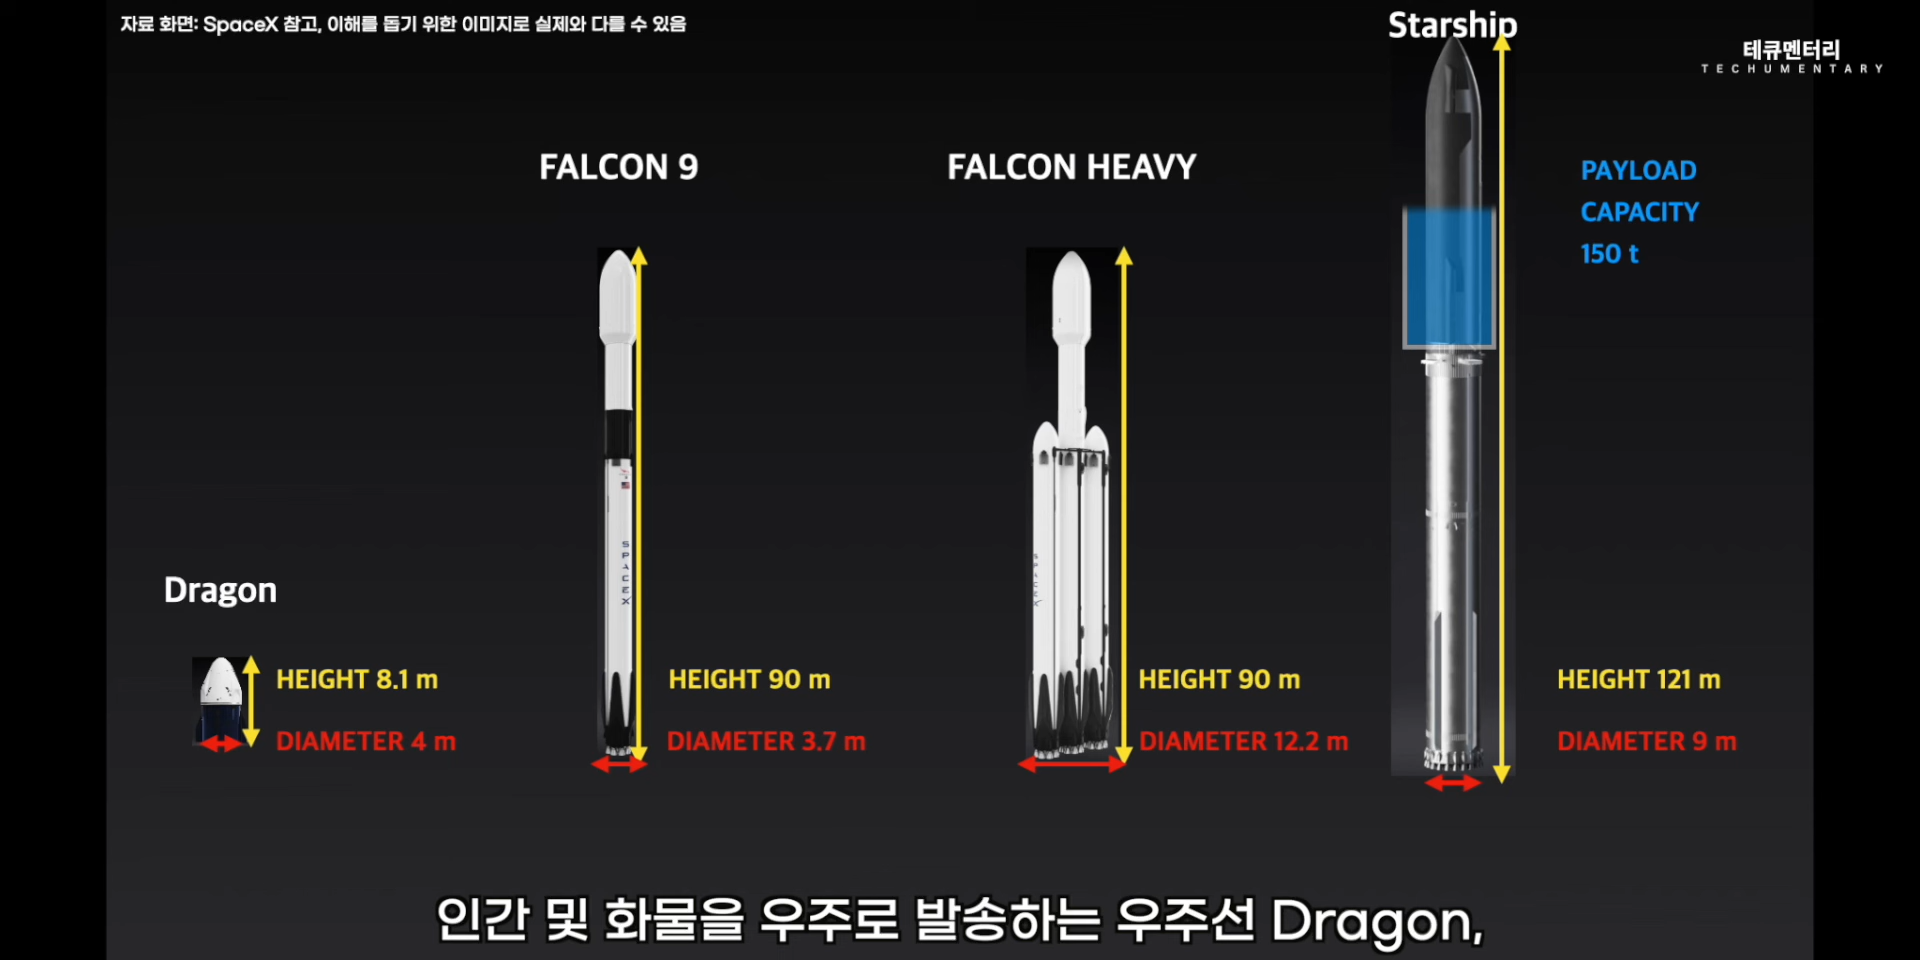 자료 화면: SpaceX 참고, 이해를 돕기 위한 이미지로 실제와 다를 수 있음
Starship
테큐멘터리
TECHUMENTARY
FALCON 9
FALCON HEAVY
PAYLOAD
CAPACITY
150 t
SPACEX
SPACEX
Dragon
HEIGHT 8.1 m
DIAMETER 4 m
HEIGHT 90 m
DIAMETER 3.7 m
HEIGHT 90 m
DIAMETER 12.2 m
HEIGHT 121 m
DIAMETER 9 m
인간 및 화물을 우주로 발송하는 우주선 Dragon,